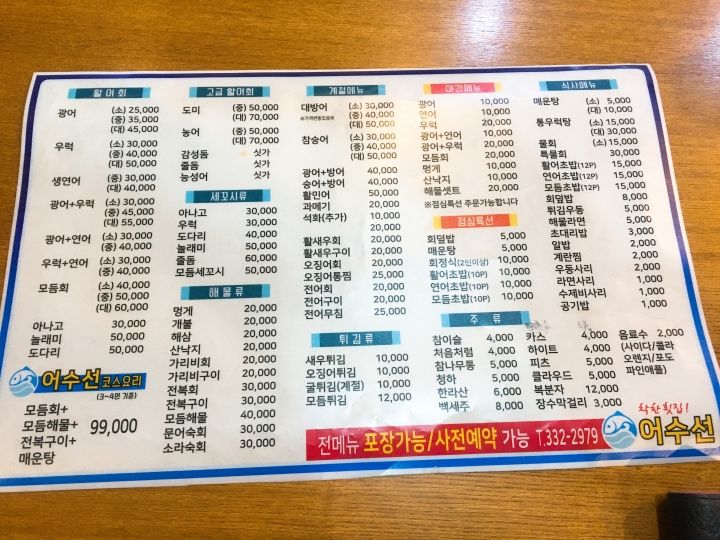 활 어 회
광어 (소) 25,000
(중) 35,000
(대) 45,000
우럭 (소) 30,000
(중) 40,000
(대) 50,000
생연어 (중) 30,000
(대) 40,000
광어+우럭 (소) 30,000
(중) 45,000
(대) 55,000
광어+연어 (소) 30,000
(중) 40,000
우럭+연어 (소) 30,000
(중) 40,000
모듬회 (소) 40,000
(중) 50,000
(대) 60,000
아나고 30,000
놀래미 50,000
도다리 50,000
어수선 코스요리
(3~4인 기준)
모듬회+
모듬해물+
전복구이+
매운탕
99,000
고급 활어회
도미 (중) 50,000
(대) 70,000
농어 (중) 50,000
(대) 70,000
감성돔 싯가
줄돔 싯가
농성어 싯가
세꼬시류
아나고 30,000
우럭 30,000
도다리 40,000
놀래미 50,000
줄돔 60,000
모듬세꼬시 50,000
해 물 류
멍게 20,000
개불 20,000
해삼 20,000
산낙지 20,000
가리비회 20,000
가리비구이 20,000
전복회 30,000
전복구이 30,000
모듬해물 40,000
문어숙회 30,000
소라숙회 30,000
계절메뉴
대방어 (소) 30,000
(중) 40,000
(대) 50,000
※가격변동있음※
참숭어 (소) 30,000
(중) 40,000
(대) 50,000
광어+방어 40,000
숭어+방어 40,000
활민어 50,000
과메기 20,000
석화(추가) 10,000
20,000
활새우회 20,000
활새우구이 20,000
오징어회 20,000
오징어통찜 25,000
전어회 20,000
전어구이 20,000
전어무침 25,000
튀 김 류
새우튀김 10,000
오징어튀김 10,000
굴튀김(계절) 10,000
모듬튀김 12,000
야간메뉴
광어 10,000
연어 10,000
우럭 10,000
광어+연어 10,000
광어+우럭 10,000
모듬회 10,000
멍게 10,000
산낙지 10,000
해물셋트 20,000
※점심특선 주문가능합니다
점심특선
회덮밥 5,000
매운탕 5,000
회정식(2인이상) 10,000
활어초밥(10P) 10,000
연어초밥(10P) 10,000
모듬초밥(10P) 10,000
주 류
참이슬 4,000
처음처럼 4,000
참나무통 5,000
청하 5,000
한라산 6,000
백세주 8,000
카스 4,000
하이트 4,000
피츠 5,000
클라우드 5,000
복분자 12,000
장수막걸리 3,000
음료수 2,000
(사이다/콜라
오렌지/포도
파인애플)
식사메뉴
매운탕 (소) 5,000
(대) 10,000
통우럭탕 (소) 15,000
(대) 30,000
물회 (소) 15,000
특물회 30,000
활어초밥(12P) 15,000
연어초밥(12P) 15,000
모듬초밥(12P) 15,000
회덮밥 8,000
튀김우동 5,000
해물라면 5,000
초대리밥 3,000
알밥 2,000
계란찜 2,000
우동사리 2,000
라면사리 2,000
수제비사리 1,000
공기밥 1,000
전메뉴 포장가능/사전예약 가능 T.332-2979
착한횟집!
어수선